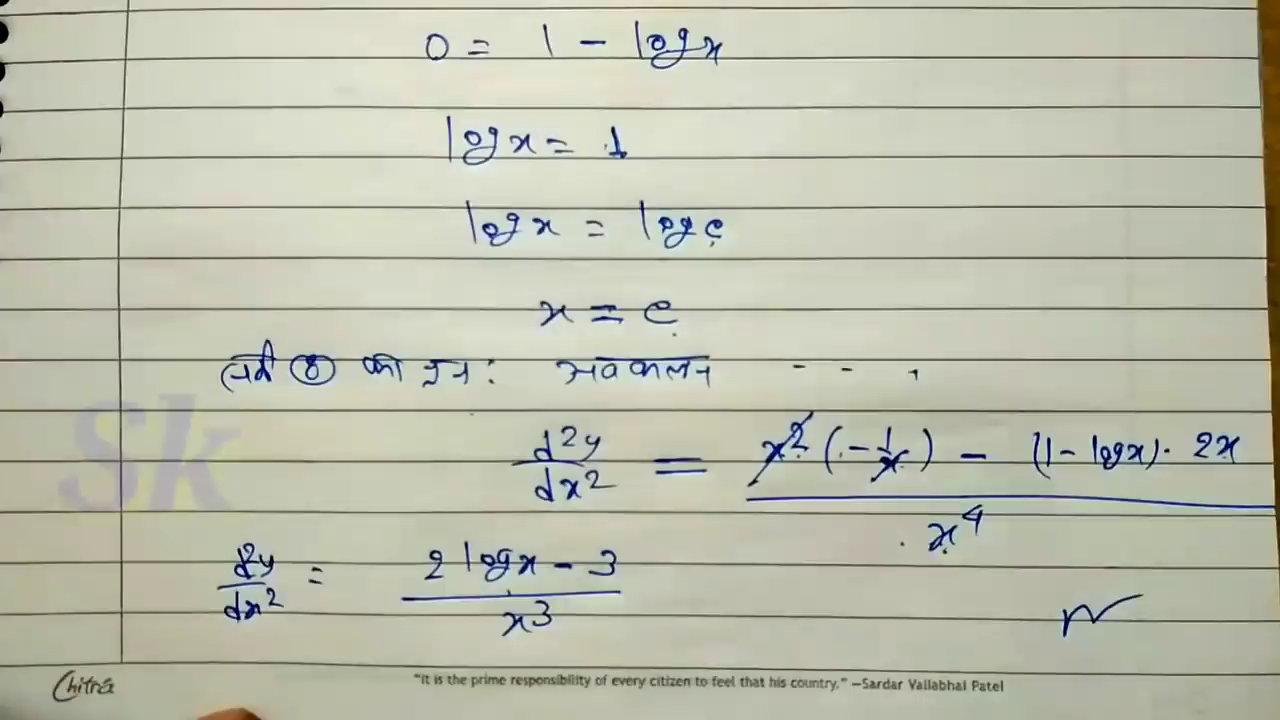 0 = 1 - log x
log x = 1
log x = log e
x = e
समी ④ का पुनः अवकलन - - ,
d²y/dx² = (x²(-1/x) - (1 - log x) · 2x) / x⁴
Sk
d²y/dx² = (2 log x - 3) / x³
Chitra "It is the prime responsibility of every citizen to feel that his country." —Sardar Vallabhai Patel